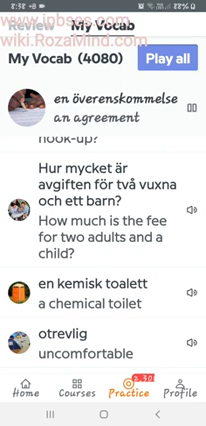 www.ipbses.com
wiki.RozaMind.com
Review My Vocab
My Vocab (4080)
Play all
en överenskommelse
an agreement
hook-up?
Hur mycket är
avgiften för två vuxna
och ett barn?
How much is the fee
for two adults and a
child?
en kemisk toalett
a chemical toilet
otrevlig
uncomfortable
2.30
Home Courses Practice Profile